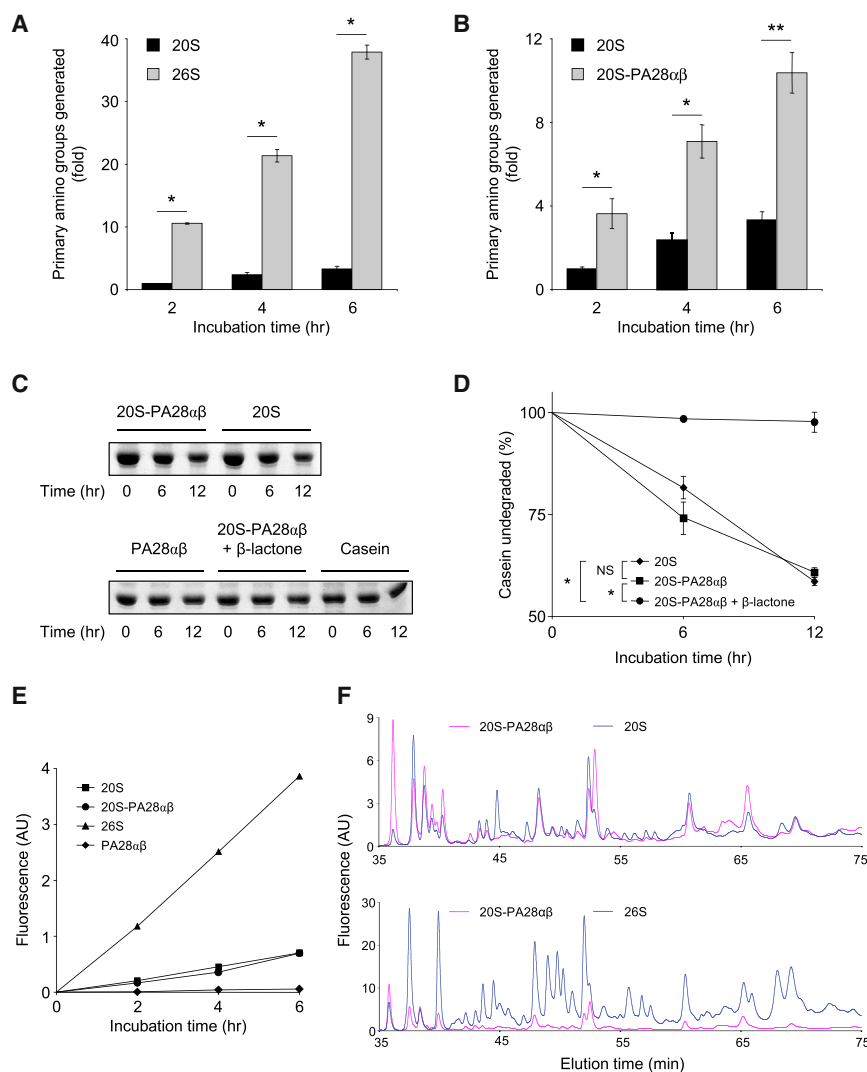 A
Primary amino groups generated
(fold)
40
30
20
10
0
20S
26S
*
*
*
2 4 6
Incubation time (hr)
B
Primary amino groups generated
(fold)
12
8
4
0
20S
20S-PA28αβ
*
*
**
2 4 6
Incubation time (hr)
C
20S-PA28αβ 20S
Time (hr) 0 6 12 0 6 12
PA28αβ 20S-PA28αβ + β-lactone Casein
Time (hr) 0 6 12 0 6 12 0 6 12
D
Casein undegraded (%)
100
75
50
* NS *
20S
20S-PA28αβ
20S-PA28αβ + β-lactone
0 6 12
Incubation time (hr)
E
Fluorescence (AU)
4
3
2
1
0
20S
20S-PA28αβ
26S
PA28αβ
0 2 4 6
Incubation time (hr)
F
Fluorescence (AU)
9
6
3
0
20S-PA28αβ 20S
35 45 55 65 75
30
20
10
0
20S-PA28αβ 26S
35 45 55 65 75
Elution time (min)